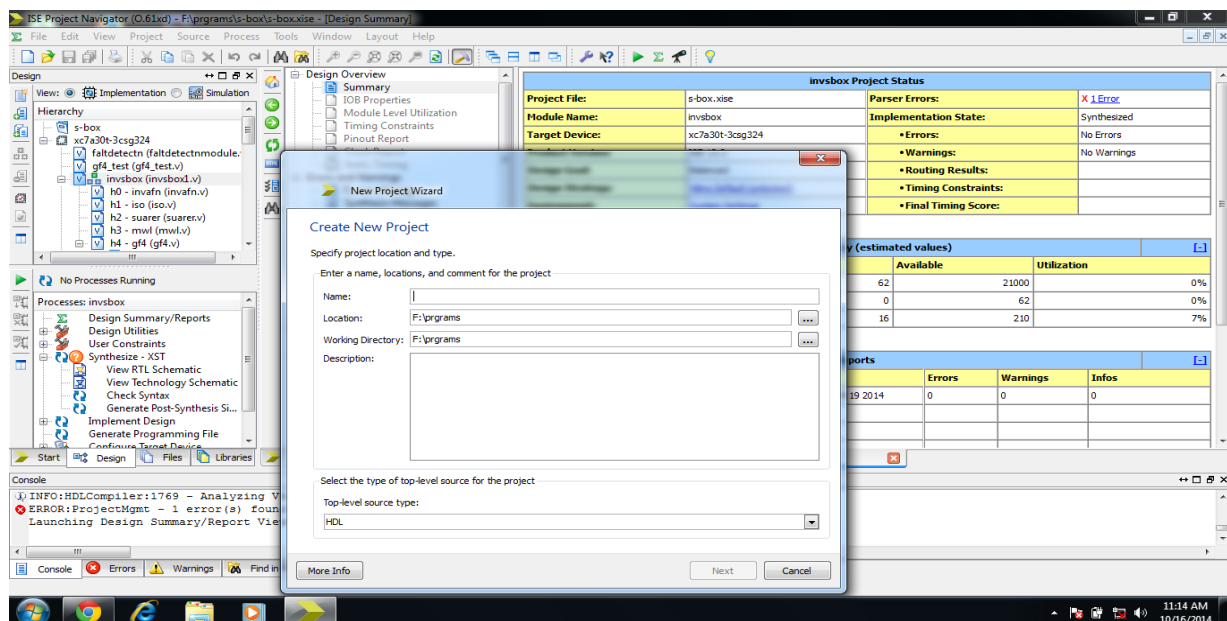 ISE Project Navigator (O.61xd) - F:\prgrams\s-box\s-box.xise - [Design Summary]
File Edit View Project Source Process Tools Window Layout Help
Design
View: Implementation Simulation
Hierarchy
s-box
xc7a30t-3csg324
faltdetectn (faltdetectnmodule.
gf4_test (gf4_test.v)
invsbox (invsbox1.v)
h0 - invafn (invafn.v)
h1 - iso (iso.v)
h2 - suarer (suarer.v)
h3 - mwl (mwl.v)
h4 - gf4 (gf4.v)
No Processes Running
Processes: invsbox
Design Summary/Reports
Design Utilities
User Constraints
Synthesize - XST
View RTL Schematic
View Technology Schematic
Check Syntax
Generate Post-Synthesis Si...
Implement Design
Generate Programming File
Configure Target Device
Start Design Files Libraries
Design Overview
Summary
IOB Properties
Module Level Utilization
Timing Constraints
Pinout Report
invsbox Project Status
Project File: s-box.xise Parser Errors: X 1 Error
Module Name: invsbox Implementation State: Synthesized
Target Device: xc7a30t-3csg324 •Errors: No Errors
•Warnings: No Warnings
•Routing Results:
•Timing Constraints:
•Final Timing Score:
y (estimated values) [-]
Available Utilization
62 21000 0%
0 62 0%
16 210 7%
ports [-]
Errors Warnings Infos
19 2014 0 0 0
New Project Wizard
Create New Project
Specify project location and type.
Enter a name, locations, and comment for the project
Name:
Location: F:\prgrams ...
Working Directory: F:\prgrams ...
Description:
Select the type of top-level source for the project
Top-level source type:
HDL
More Info Next Cancel
Console
INFO:HDLCompiler:1769 - Analyzing V
ERROR:ProjectMgmt - 1 error(s) foun
Launching Design Summary/Report Vie
Console Errors Warnings Find in
11:14 AM
10/16/2014